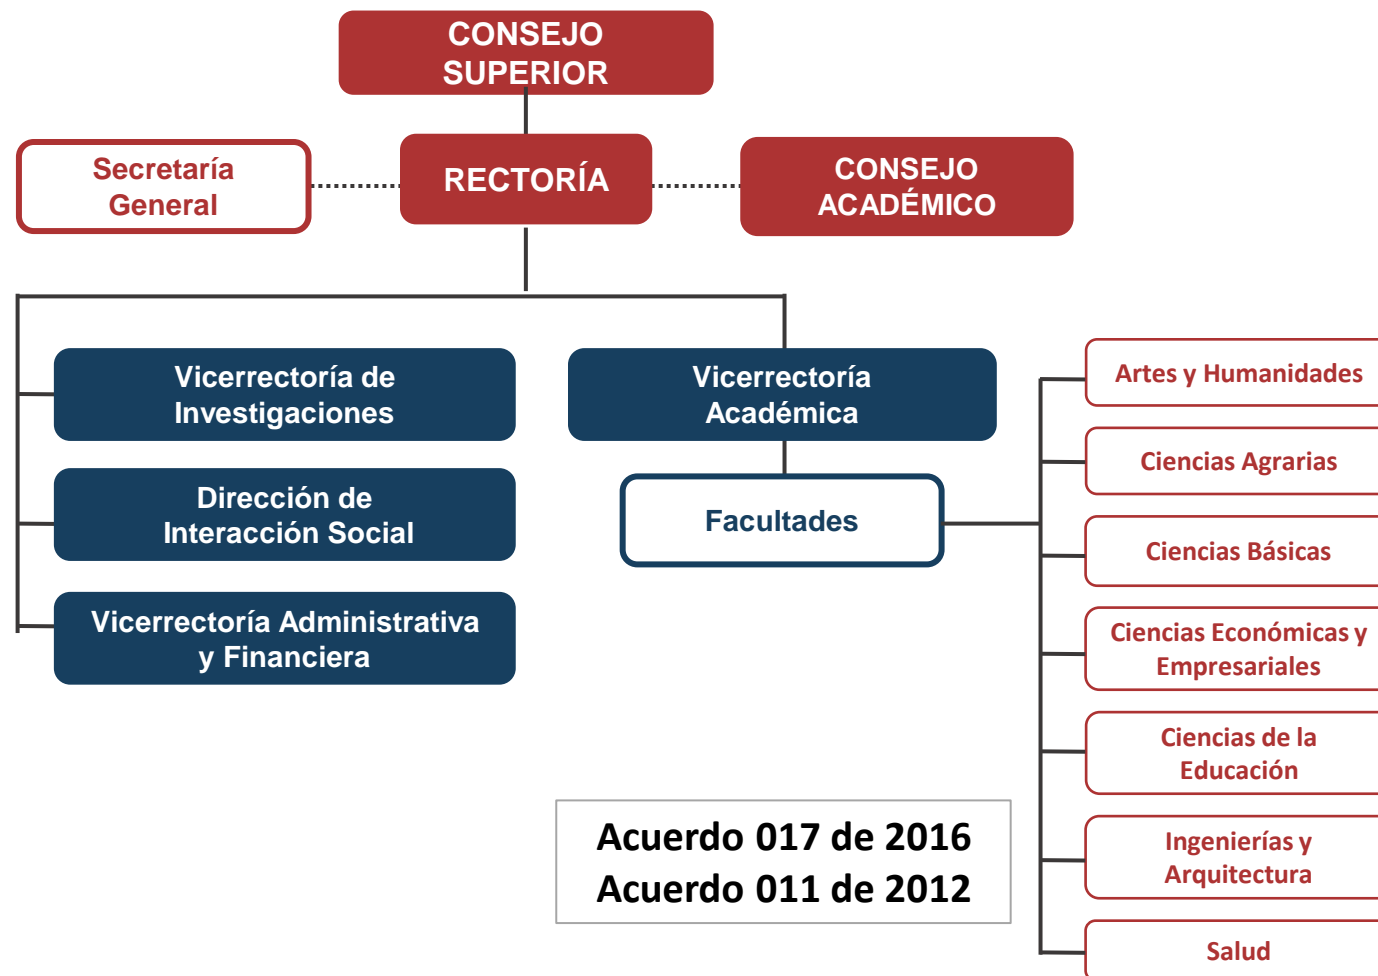 CONSEJO
SUPERIOR
Secretaría
General
RECTORÍA
CONSEJO
ACADÉMICO
Vicerrectoría de
Investigaciones
Dirección de
Interacción Social
Vicerrectoría Administrativa
y Financiera
Vicerrectoría
Académica
Facultades
Artes y Humanidades
Ciencias Agrarias
Ciencias Básicas
Ciencias Económicas y
Empresariales
Ciencias de la
Educación
Ingenierías y
Arquitectura
Salud
Acuerdo 017 de 2016
Acuerdo 011 de 2012